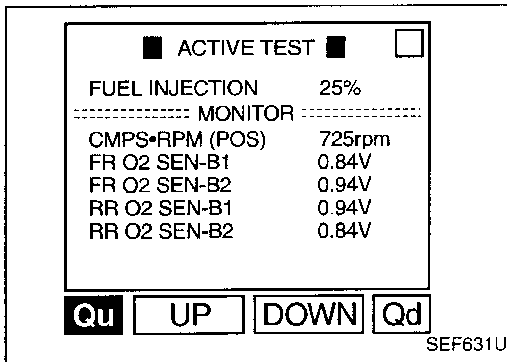 ■ ACTIVE TEST ■
FUEL INJECTION 25%
MONITOR
CMPS•RPM (POS) 725rpm
FR O2 SEN-B1 0.84V
FR O2 SEN-B2 0.94V
RR O2 SEN-B1 0.94V
RR O2 SEN-B2 0.84V
Qu UP DOWN Qd
SEF631U